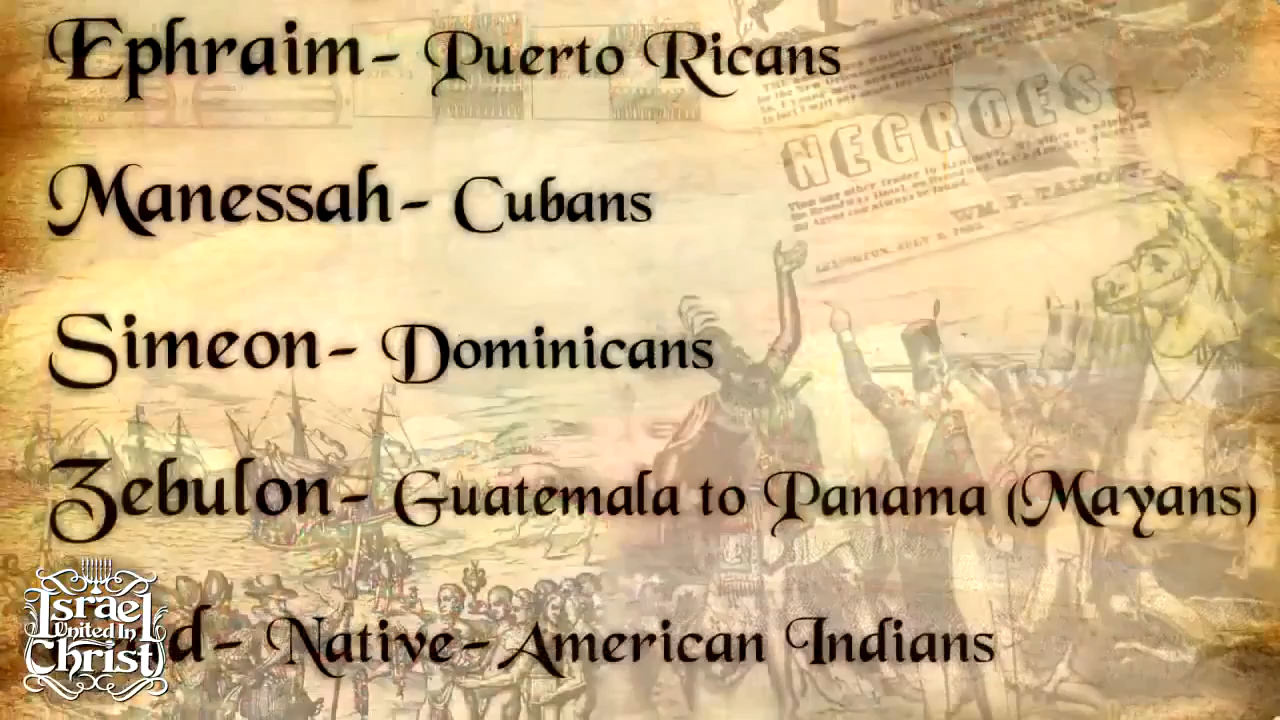 Ephraim- Puerto Ricans
NEGROES.
Manessah- Cubans
Simeon- Dominicans
Zebulon- Guatemala to Panama (Mayans)
d- Native-American Indians
Israel
United In
Christ